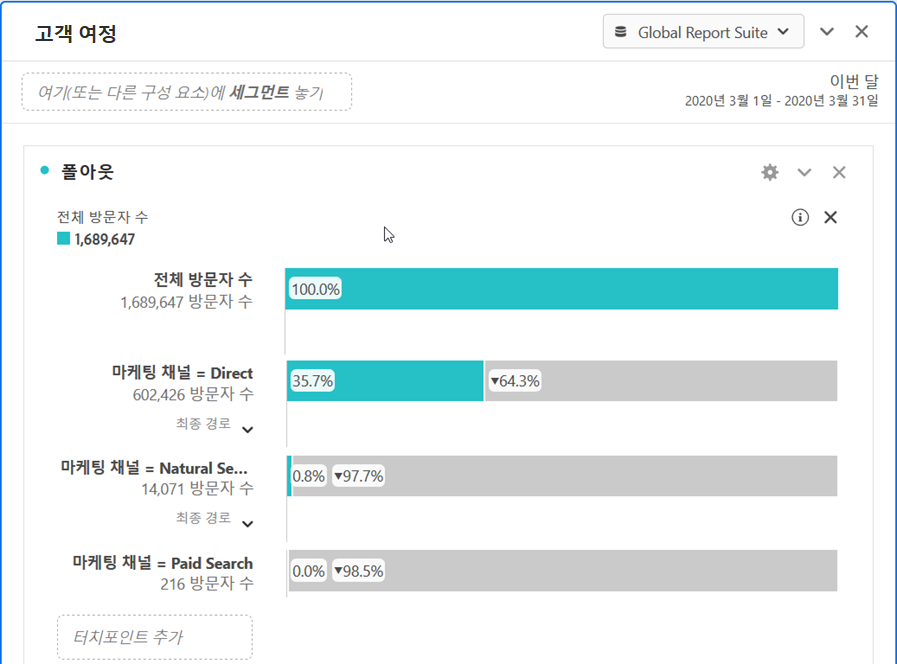 고객 여정
Global Report Suite
여기(또는 다른 구성 요소)에 세그먼트 놓기
이번 달
2020년 3월 1일 - 2020년 3월 31일
폴아웃
전체 방문자 수
1,689,647
전체 방문자 수
1,689,647 방문자 수
100.0%
마케팅 채널 = Direct
602,426 방문자 수
35.7%
▼64.3%
최종 경로
마케팅 채널 = Natural Se...
14,071 방문자 수
0.8%
▼97.7%
최종 경로
마케팅 채널 = Paid Search
216 방문자 수
0.0%
▼98.5%
터치포인트 추가